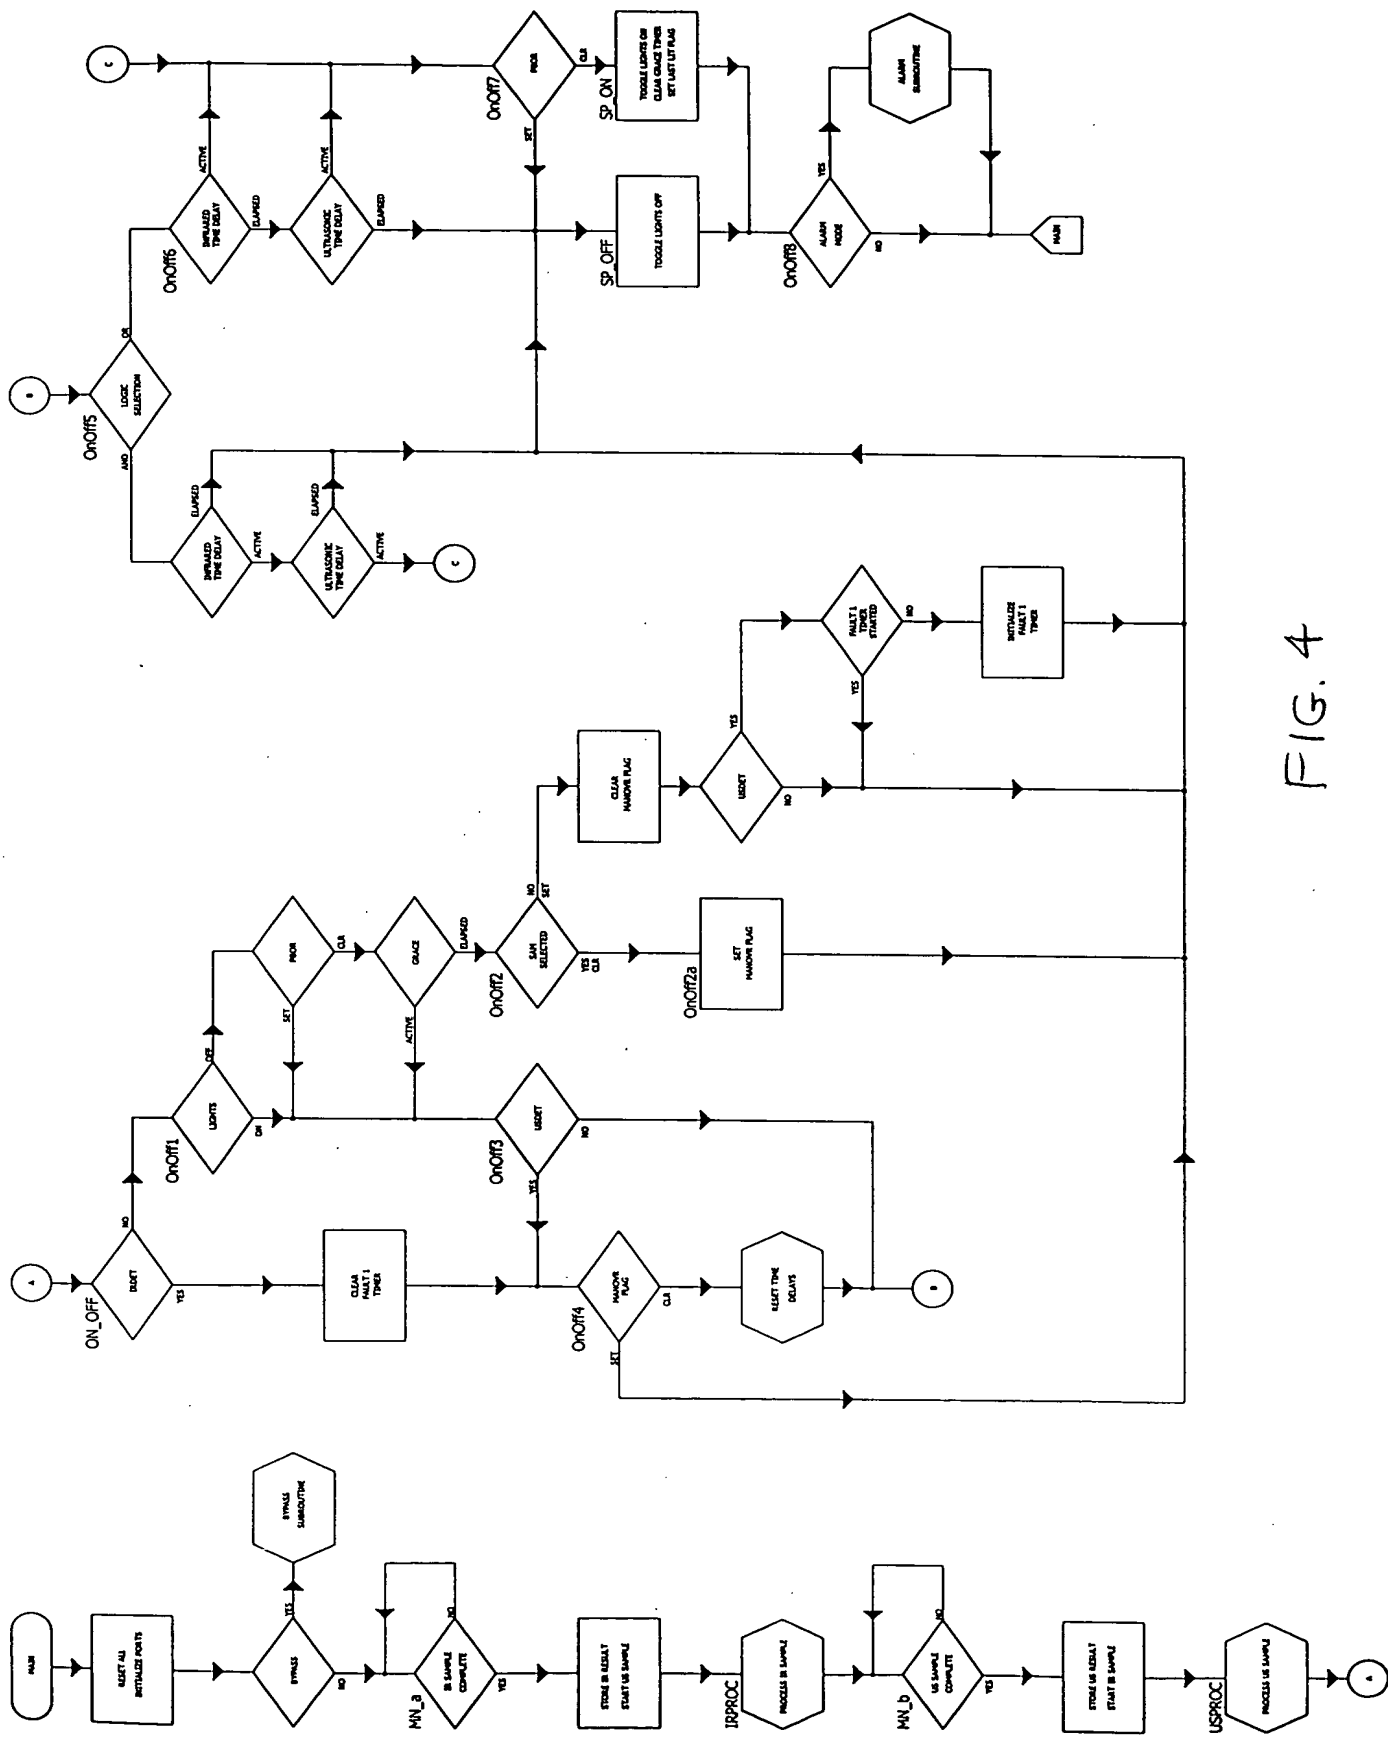 MAIN
RESET ALL
INITIALIZE PORTS
BYPASS
YES
BYPASS
SUBROUTINE
NO
MN_a
IR SAMPLE
COMPLETE
NO
YES
STORE IR RESULT
START US SAMPLE
IRPROC
PROCESS IR SAMPLE
MN_b
US SAMPLE
COMPLETE
NO
YES
STORE US RESULT
START IR SAMPLE
USPROC
PROCESS US SAMPLE
A
A
ON_OFF
IRDET
NO
YES
CLEAR
FAULT 1
TIMER
OnOff1
LIGHTS
OFF
ON
PROR
SET
CLR
GRACE
ACTIVE
ELAPSED
OnOff2
SAM
SELECTED
NO
SET
YES
CLR
OnOff2a
SET
MANOVR FLAG
OnOff3
USDET
YES
NO
OnOff4
MANOVR
FLAG
SET
CLR
RESET TIME
DELAYS
B
CLEAR
MANOVR FLAG
USDET
YES
NO
FAULT 1
TIMER
STARTED
YES
NO
INITIALIZE
FAULT 1
TIMER
B
OnOff5
LOGIC
SELECTION
AND
OR
INFRARED
TIME DELAY
ELAPSED
ACTIVE
ULTRASONIC
TIME DELAY
ELAPSED
ACTIVE
C
OnOff6
INFRARED
TIME DELAY
ACTIVE
ELAPSED
ULTRASONIC
TIME DELAY
ACTIVE
ELAPSED
C
OnOff7
PROR
SET
CLR
SP_ON
TOGGLE LIGHTS ON
CLEAR GRACE TIMER
SET LAST LIT FLAG
SP_OFF
TOGGLE LIGHTS OFF
OnOff8
ALARM
MODE
YES
NO
ALARM
SUBROUTINE
MAIN
FIG. 4